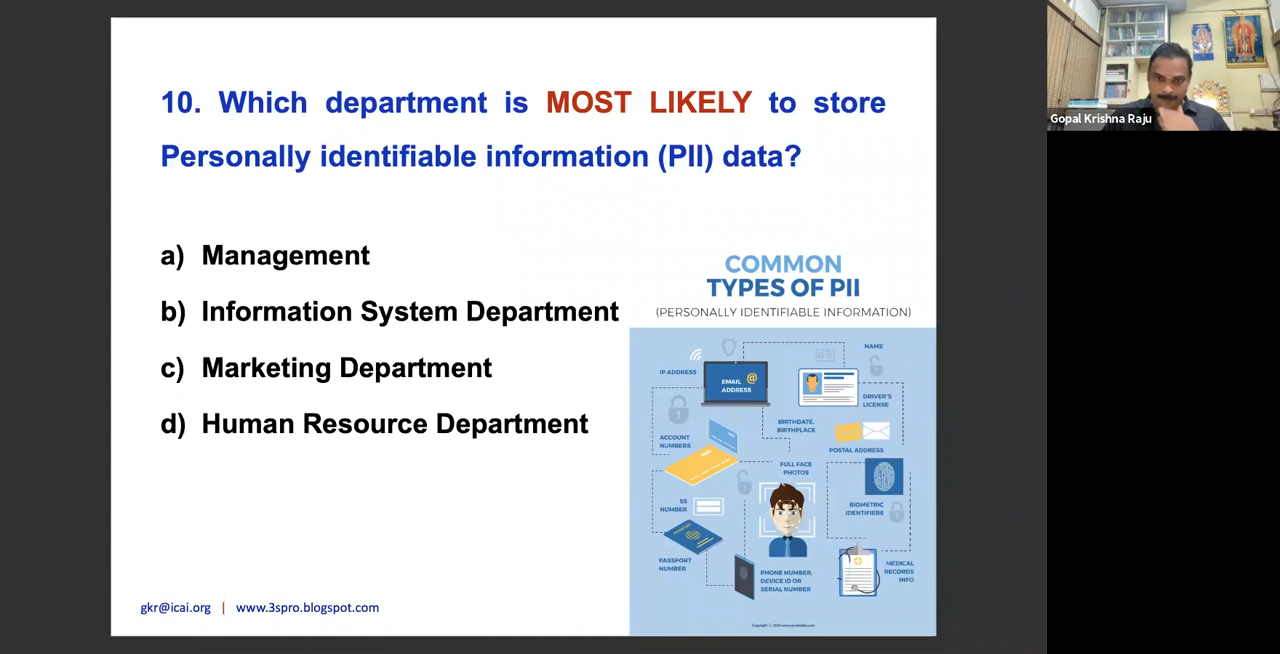 10. Which department is MOST LIKELY to store
Personally identifiable information (PII) data?
a) Management
b) Information System Department
c) Marketing Department
d) Human Resource Department
COMMON
TYPES OF PII
(PERSONALLY IDENTIFIABLE INFORMATION)
NAME
IP ADDRESS
EMAIL
ADDRESS
DRIVER'S
LICENSE
BIRTHDATE,
BIRTHPLACE
ACCOUNT
NUMBERS
POSTAL ADDRESS
FULL FACE
PHOTOS
SS
NUMBER
BIOMETRIC
IDENTIFIERS
PASSPORT
NUMBER
PHONE NUMBER,
DEVICE ID OR
SERIAL NUMBER
MEDICAL
RECORDS
INFO
gkr@icai.org | www.3spro.blogspot.com
Gopal Krishna Raju